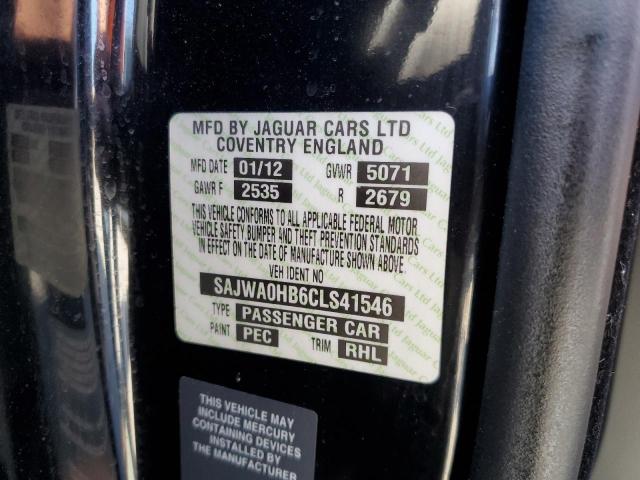 MFD BY JAGUAR CARS LTD
COVENTRY ENGLAND
MFD DATE 01/12 GVWR 5071
GAWR F 2535 R 2679
THIS VEHICLE CONFORMS TO ALL APPLICABLE FEDERAL MOTOR
VEHICLE SAFETY BUMPER AND THEFT PREVENTION STANDARDS
IN EFFECT ON THE DATE OF MANUFACTURE SHOWN ABOVE.
VEH IDENT NO
SAJWA0HB6CLS41546
TYPE PASSENGER CAR
PAINT PEC TRIM RHL
THIS VEHICLE MAY
INCLUDE MERCURY
CONTAINING DEVICES
INSTALLED BY
THE MANUFACTURER